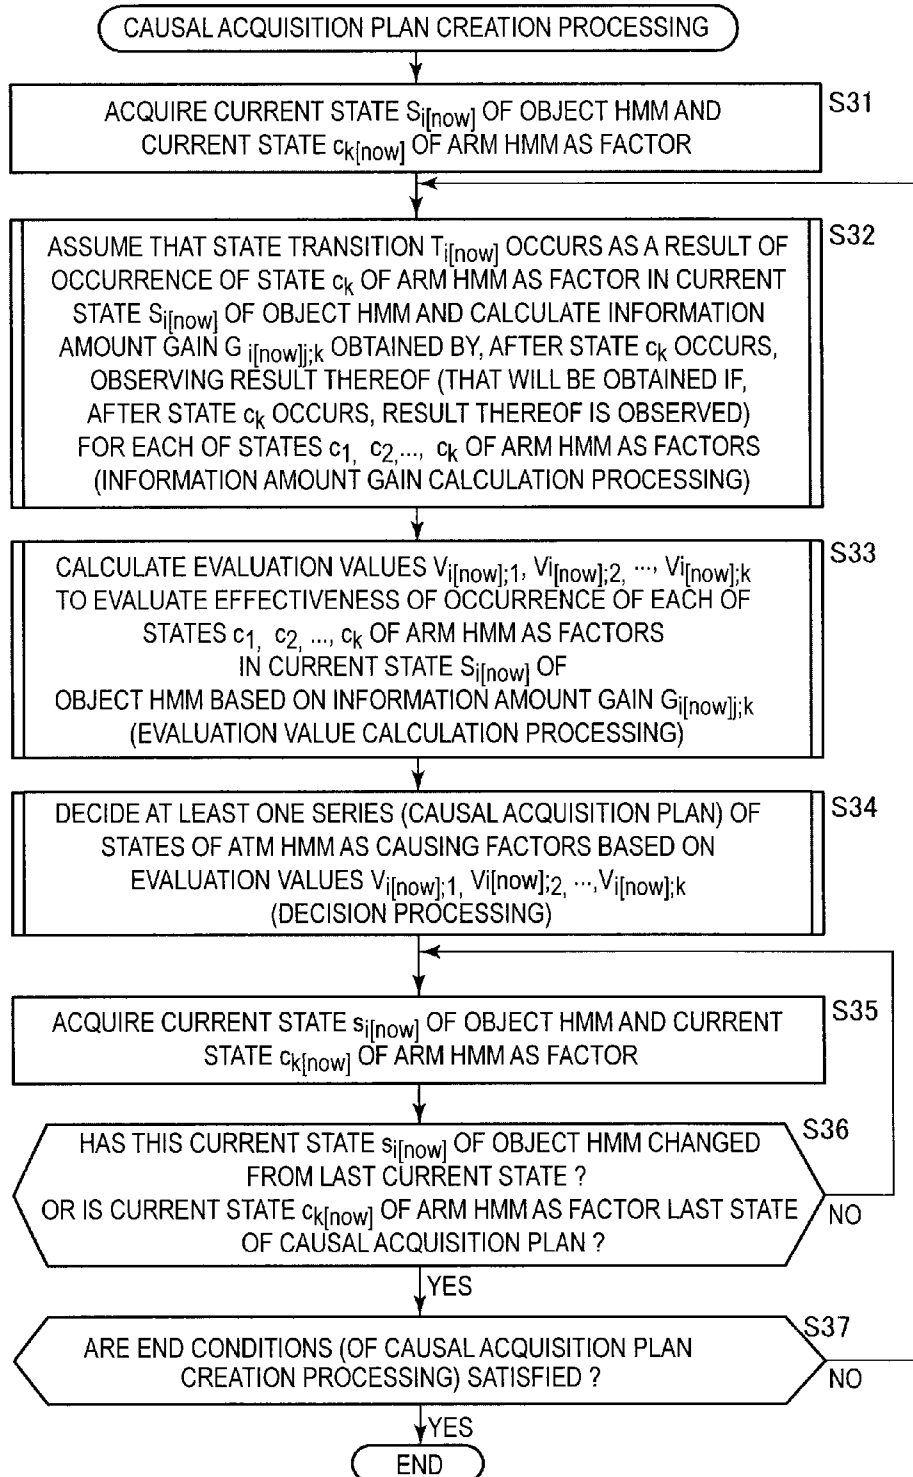 CAUSAL ACQUISITION PLAN CREATION PROCESSING
S31
ACQUIRE CURRENT STATE Si[now] OF OBJECT HMM AND
CURRENT STATE ck[now] OF ARM HMM AS FACTOR
S32
ASSUME THAT STATE TRANSITION Ti[now] OCCURS AS A RESULT OF
OCCURRENCE OF STATE ck OF ARM HMM AS FACTOR IN CURRENT
STATE Si[now] OF OBJECT HMM AND CALCULATE INFORMATION
AMOUNT GAIN G i[now]j;k OBTAINED BY, AFTER STATE ck OCCURS,
OBSERVING RESULT THEREOF (THAT WILL BE OBTAINED IF,
AFTER STATE ck OCCURS, RESULT THEREOF IS OBSERVED)
FOR EACH OF STATES c1, c2,..., ck OF ARM HMM AS FACTORS
(INFORMATION AMOUNT GAIN CALCULATION PROCESSING)
S33
CALCULATE EVALUATION VALUES Vi[now];1, Vi[now];2, ..., Vi[now];k
TO EVALUATE EFFECTIVENESS OF OCCURRENCE OF EACH OF
STATES c1, c2, ..., ck OF ARM HMM AS FACTORS
IN CURRENT STATE Si[now] OF
OBJECT HMM BASED ON INFORMATION AMOUNT GAIN Gi[now]j;k
(EVALUATION VALUE CALCULATION PROCESSING)
S34
DECIDE AT LEAST ONE SERIES (CAUSAL ACQUISITION PLAN) OF
STATES OF ATM HMM AS CAUSING FACTORS BASED ON
EVALUATION VALUES Vi[now];1, Vi[now];2, ...,Vi[now];k
(DECISION PROCESSING)
S35
ACQUIRE CURRENT STATE si[now] OF OBJECT HMM AND CURRENT
STATE ck[now] OF ARM HMM AS FACTOR
S36
HAS THIS CURRENT STATE si[now] OF OBJECT HMM CHANGED
FROM LAST CURRENT STATE ?
OR IS CURRENT STATE ck[now] OF ARM HMM AS FACTOR LAST STATE
OF CAUSAL ACQUISITION PLAN ?
NO
YES
S37
ARE END CONDITIONS (OF CAUSAL ACQUISITION PLAN
CREATION PROCESSING) SATISFIED ?
NO
YES
END